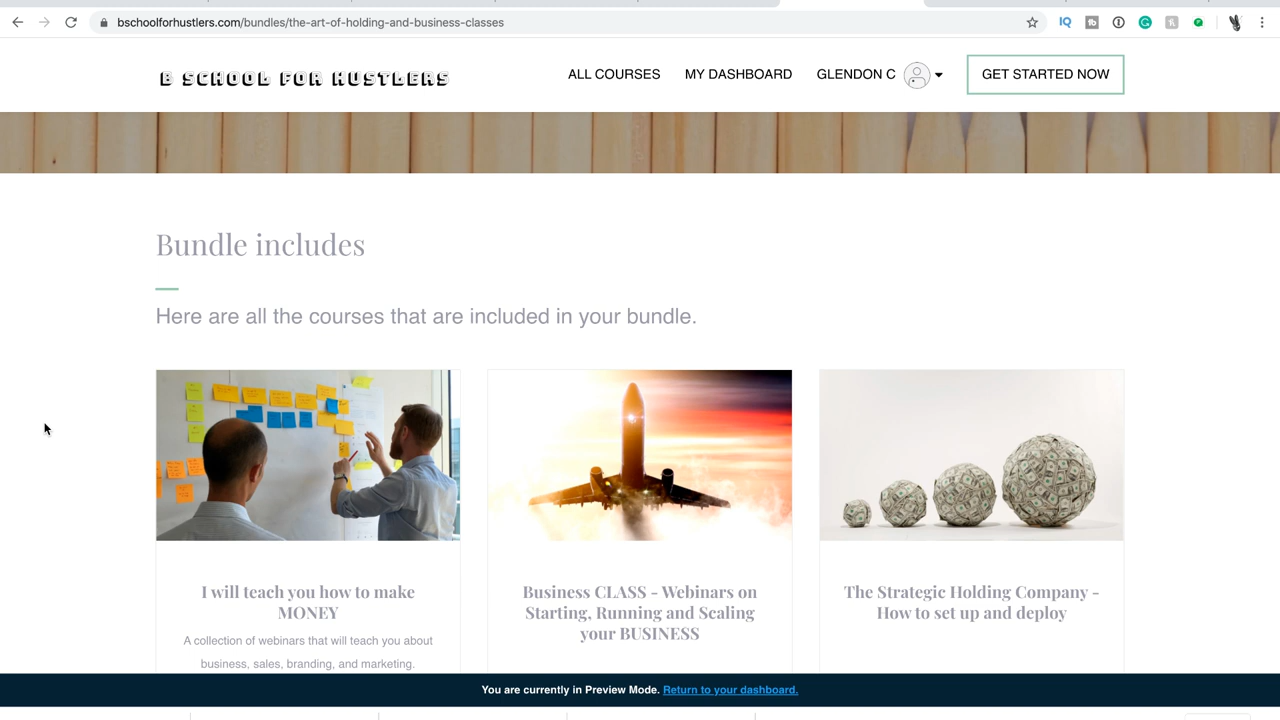 bschoolforhustlers.com/bundles/the-art-of-holding-and-business-classes
IQ
B SCHOOL FOR HUSTLERS
ALL COURSES
MY DASHBOARD
GLENDON C
GET STARTED NOW
Bundle includes
Here are all the courses that are included in your bundle.
I will teach you how to make
MONEY
A collection of webinars that will teach you about
business, sales, branding, and marketing.
Business CLASS - Webinars on
Starting, Running and Scaling
your BUSINESS
The Strategic Holding Company -
How to set up and deploy
You are currently in Preview Mode. Return to your dashboard.